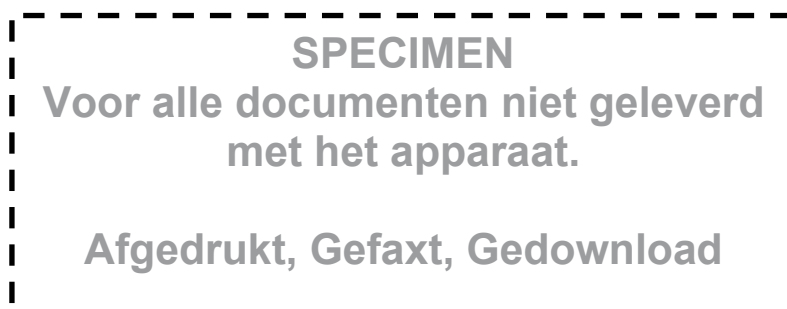 SPECIMEN
Voor alle documenten niet geleverd
met het apparaat.
Afgedrukt, Gefaxt, Gedownload